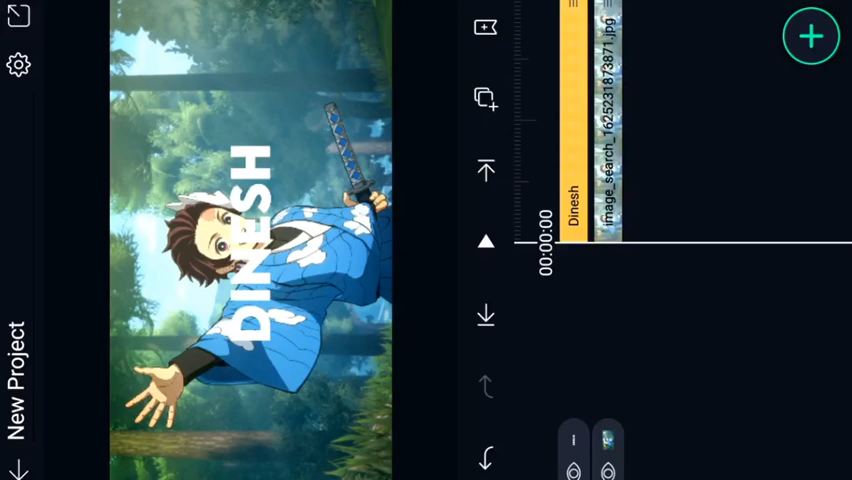 New Project
DINESH
00:00:00
Dinesh
image_search_1625231873871.jpg